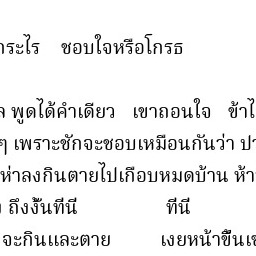 กระไร ชอบใจหรือโกรธ
ล พูดได้คำเดียว เขาถอนใจ ข้าไ
ๆ เพราะชักจะชอบเหมือนกันว่า ปา
ห่าลงกินตายไปเกือบหมดบ้าน ห้า
ถึงงั้นทีนี ทีนี
จะกินและตาย เงยหน้าขึ้นเข